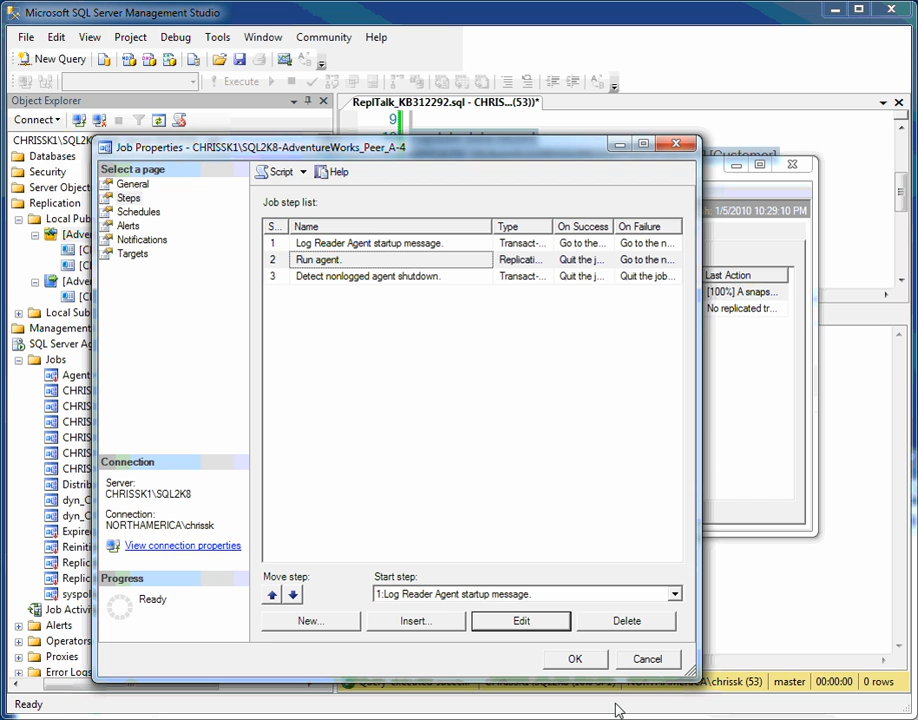 Microsoft SQL Server Management Studio
File Edit View Project Debug Tools Window Community Help
New Query
Execute
Object Explorer
ReplTalk_KB312292.sql - CHRIS...(53))*
Connect
9
CHRISSK1\SQL2K8
Databases
Security
Server Objec
Replication
Local Pu
[Adve
[C
[C
[Adve
[C
Local Sub
Management
SQL Server Ag
Jobs
Agent
CHRIS
CHRIS
CHRIS
CHRIS
CHRIS
CHRIS
Distrib
dyn_C
dyn_C
Expired
Reiniti
Replic
Replic
syspol
Job Activi
Alerts
Operators
Proxies
Error Logs
Job Properties - CHRISSK1\SQL2K8-AdventureWorks_Peer_A-4
Select a page
General
Steps
Schedules
Alerts
Notifications
Targets
Connection
Server:
CHRISSK1\SQL2K8
Connection:
NORTHAMERICA\chrissk
View connection properties
Progress
Ready
Script Help
Job step list:
S... Name Type On Success On Failure
1 Log Reader Agent startup message. Transact-... Go to the... Go to the n...
2 Run agent. Replicati... Quit the j... Go to the n...
3 Detect nonlogged agent shutdown. Transact-... Quit the j... Quit the job...
Move step: Start step:
1:Log Reader Agent startup message.
New... Insert... Edit Delete
OK Cancel
[Customer]
1/5/2010 10:29:10 PM
Last Action
[100%] A snaps...
No replicated tr...
NORTHAMERICA\chrissk (53) master 00:00:00 0 rows
Ready